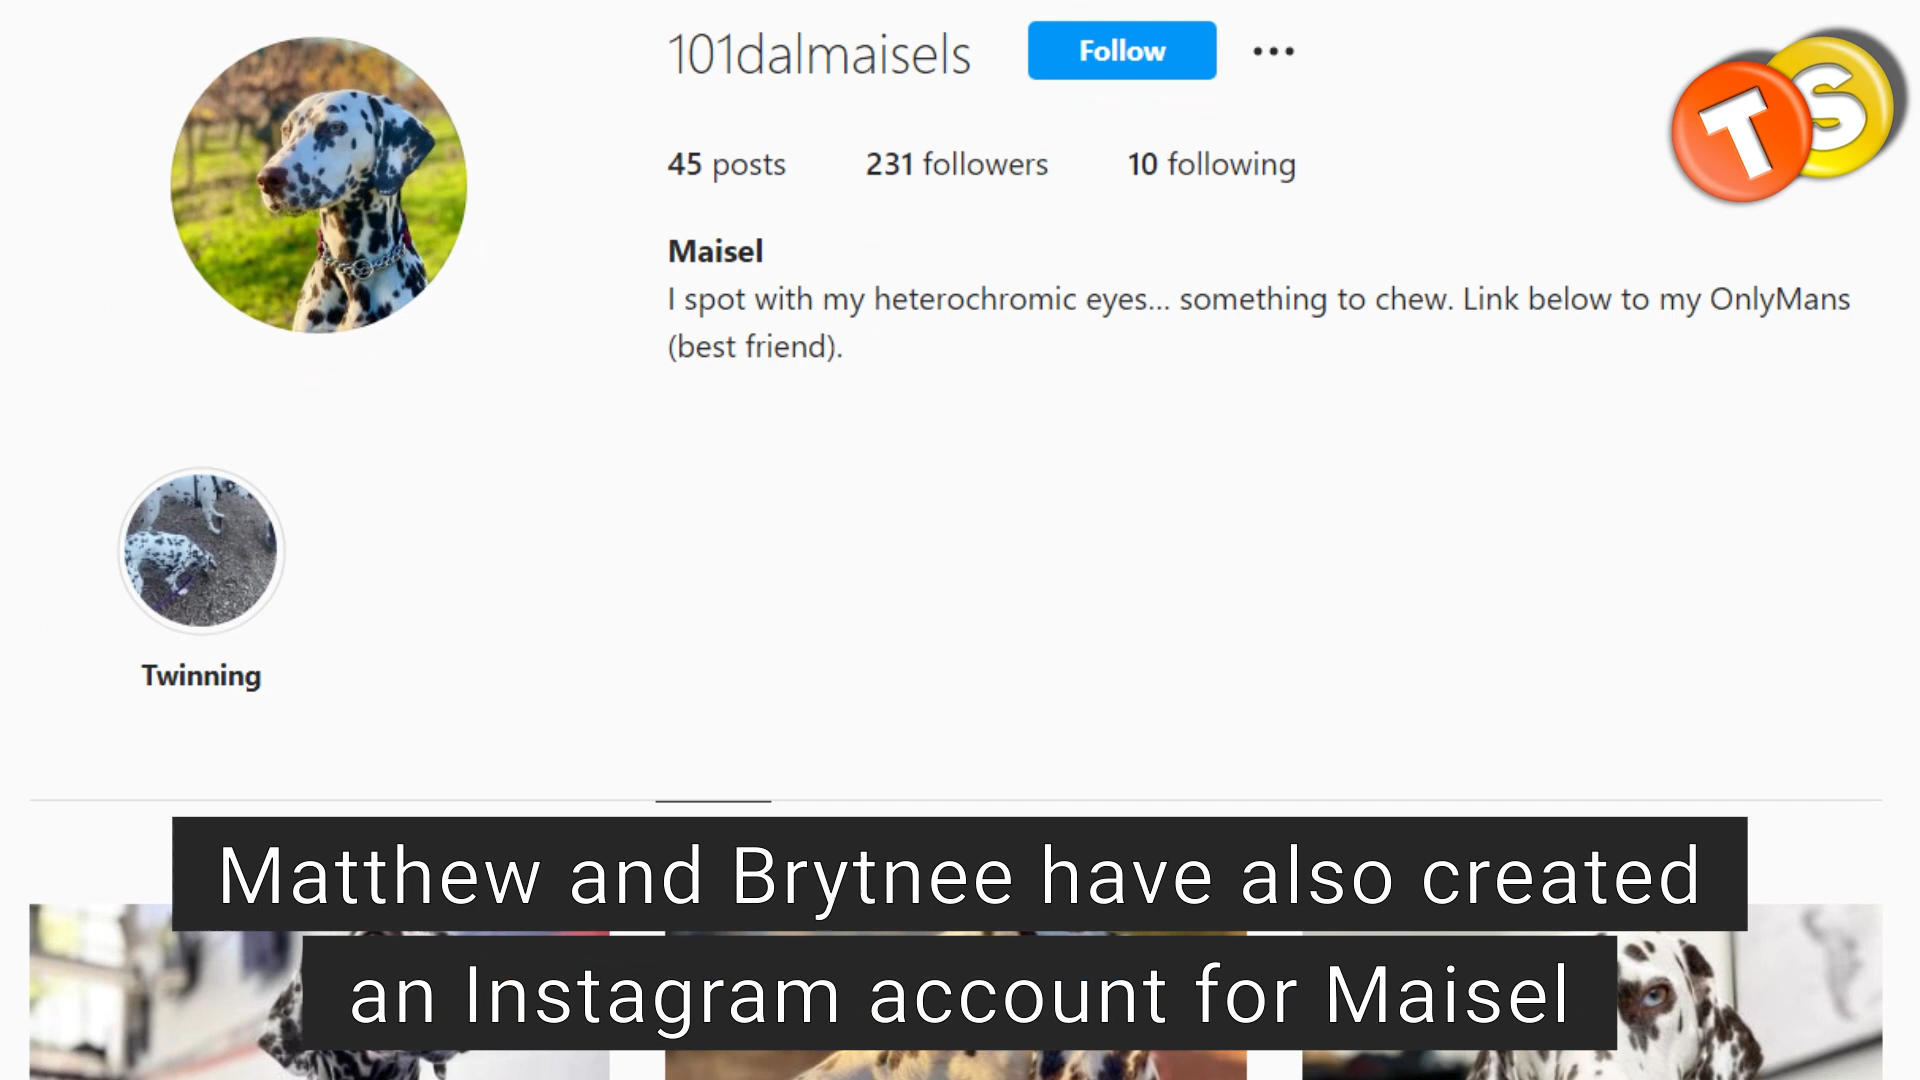 101dalmaisels
Follow
TS
45 posts 231 followers 10 following
Maisel
I spot with my heterochromic eyes... something to chew. Link below to my OnlyMans
(best friend).
Twinning
Matthew and Brytnee have also created
an Instagram account for Maisel